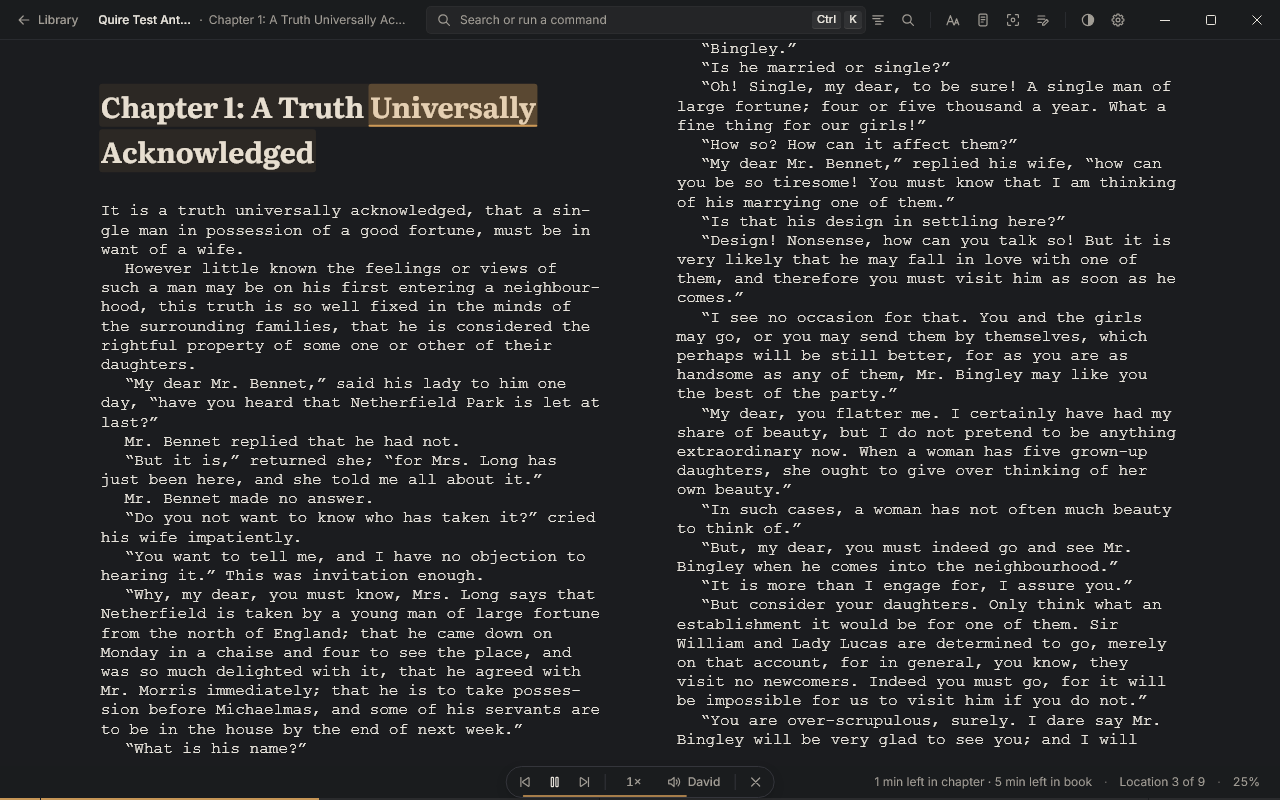 Library
Quire Test Ant... · Chapter 1: A Truth Universally Ac...
Search or run a command
Ctrl K
Chapter 1: A Truth Universally
Acknowledged
It is a truth universally acknowledged, that a sin-
gle man in possession of a good fortune, must be in
want of a wife.
However little known the feelings or views of
such a man may be on his first entering a neighbour-
hood, this truth is so well fixed in the minds of
the surrounding families, that he is considered the
rightful property of some one or other of their
daughters.
“My dear Mr. Bennet,” said his lady to him one
day, “have you heard that Netherfield Park is let at
last?”
Mr. Bennet replied that he had not.
“But it is,” returned she; “for Mrs. Long has
just been here, and she told me all about it.”
Mr. Bennet made no answer.
“Do you not want to know who has taken it?” cried
his wife impatiently.
“You want to tell me, and I have no objection to
hearing it.” This was invitation enough.
“Why, my dear, you must know, Mrs. Long says that
Netherfield is taken by a young man of large fortune
from the north of England; that he came down on
Monday in a chaise and four to see the place, and
was so much delighted with it, that he agreed with
Mr. Morris immediately; that he is to take posses-
sion before Michaelmas, and some of his servants are
to be in the house by the end of next week.”
“What is his name?”
“Bingley.”
“Is he married or single?”
“Oh! Single, my dear, to be sure! A single man of
large fortune; four or five thousand a year. What a
fine thing for our girls!”
“How so? How can it affect them?”
“My dear Mr. Bennet,” replied his wife, “how can
you be so tiresome! You must know that I am thinking
of his marrying one of them.”
“Is that his design in settling here?”
“Design! Nonsense, how can you talk so! But it is
very likely that he may fall in love with one of
them, and therefore you must visit him as soon as he
comes.”
“I see no occasion for that. You and the girls
may go, or you may send them by themselves, which
perhaps will be still better, for as you are as
handsome as any of them, Mr. Bingley may like you
the best of the party.”
“My dear, you flatter me. I certainly have had my
share of beauty, but I do not pretend to be anything
extraordinary now. When a woman has five grown-up
daughters, she ought to give over thinking of her
own beauty.”
“In such cases, a woman has not often much beauty
to think of.”
“But, my dear, you must indeed go and see Mr.
Bingley when he comes into the neighbourhood.”
“It is more than I engage for, I assure you.”
“But consider your daughters. Only think what an
establishment it would be for one of them. Sir
William and Lady Lucas are determined to go, merely
on that account, for in general, you know, they
visit no newcomers. Indeed you must go, for it will
be impossible for us to visit him if you do not.”
“You are over-scrupulous, surely. I dare say Mr.
Bingley will be very glad to see you; and I will
1× David
1 min left in chapter · 5 min left in book · Location 3 of 9 · 25%